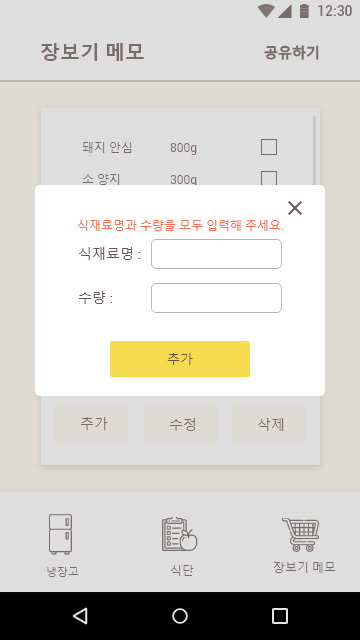 12:30
장보기 메모 공유하기
돼지 안심 800g
소 양지 300g
식재료명과 수량을 모두 입력해 주세요.
식재료명 :
수량 :
추가
추가 수정 삭제
냉장고 식단 장보기 메모